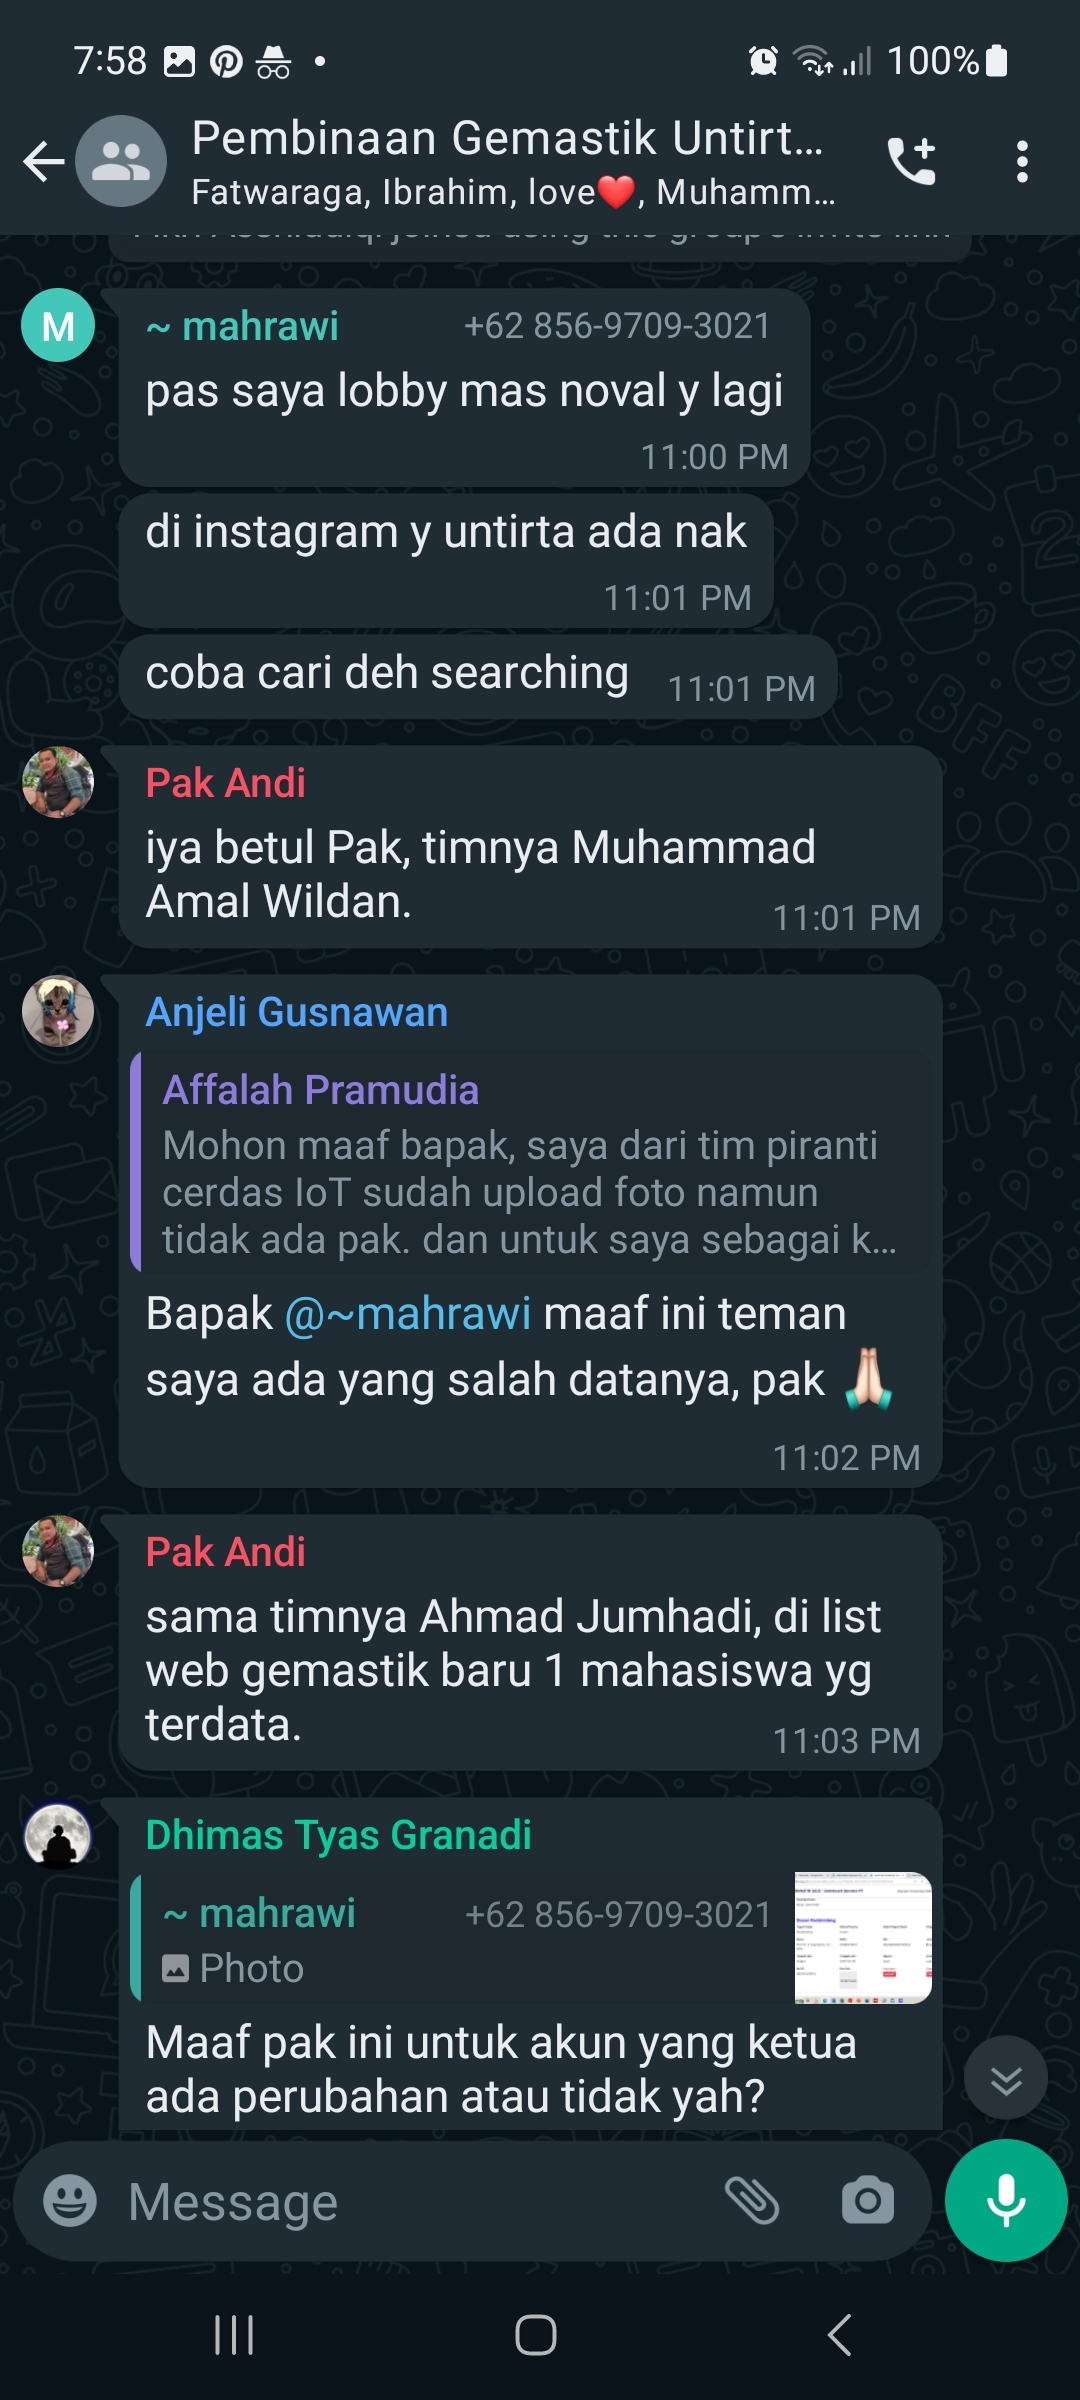 7:58
100%
Pembinaan Gemastik Untirt...
Fatwaraga, Ibrahim, love❤️, Muhamm...
joined using this group's invite link
M
~ mahrawi +62 856-9709-3021
pas saya lobby mas noval y lagi
11:00 PM
di instagram y untirta ada nak
11:01 PM
coba cari deh searching 11:01 PM
Pak Andi
iya betul Pak, timnya Muhammad
Amal Wildan. 11:01 PM
Anjeli Gusnawan
Affalah Pramudia
Mohon maaf bapak, saya dari tim piranti
cerdas IoT sudah upload foto namun
tidak ada pak. dan untuk saya sebagai k...
Bapak @~mahrawi maaf ini teman
saya ada yang salah datanya, pak 🙏🏻
11:02 PM
Pak Andi
sama timnya Ahmad Jumhadi, di list
web gemastik baru 1 mahasiswa yg
terdata. 11:03 PM
Dhimas Tyas Granadi
~ mahrawi +62 856-9709-3021
Photo
Maaf pak ini untuk akun yang ketua
ada perubahan atau tidak yah?
Message